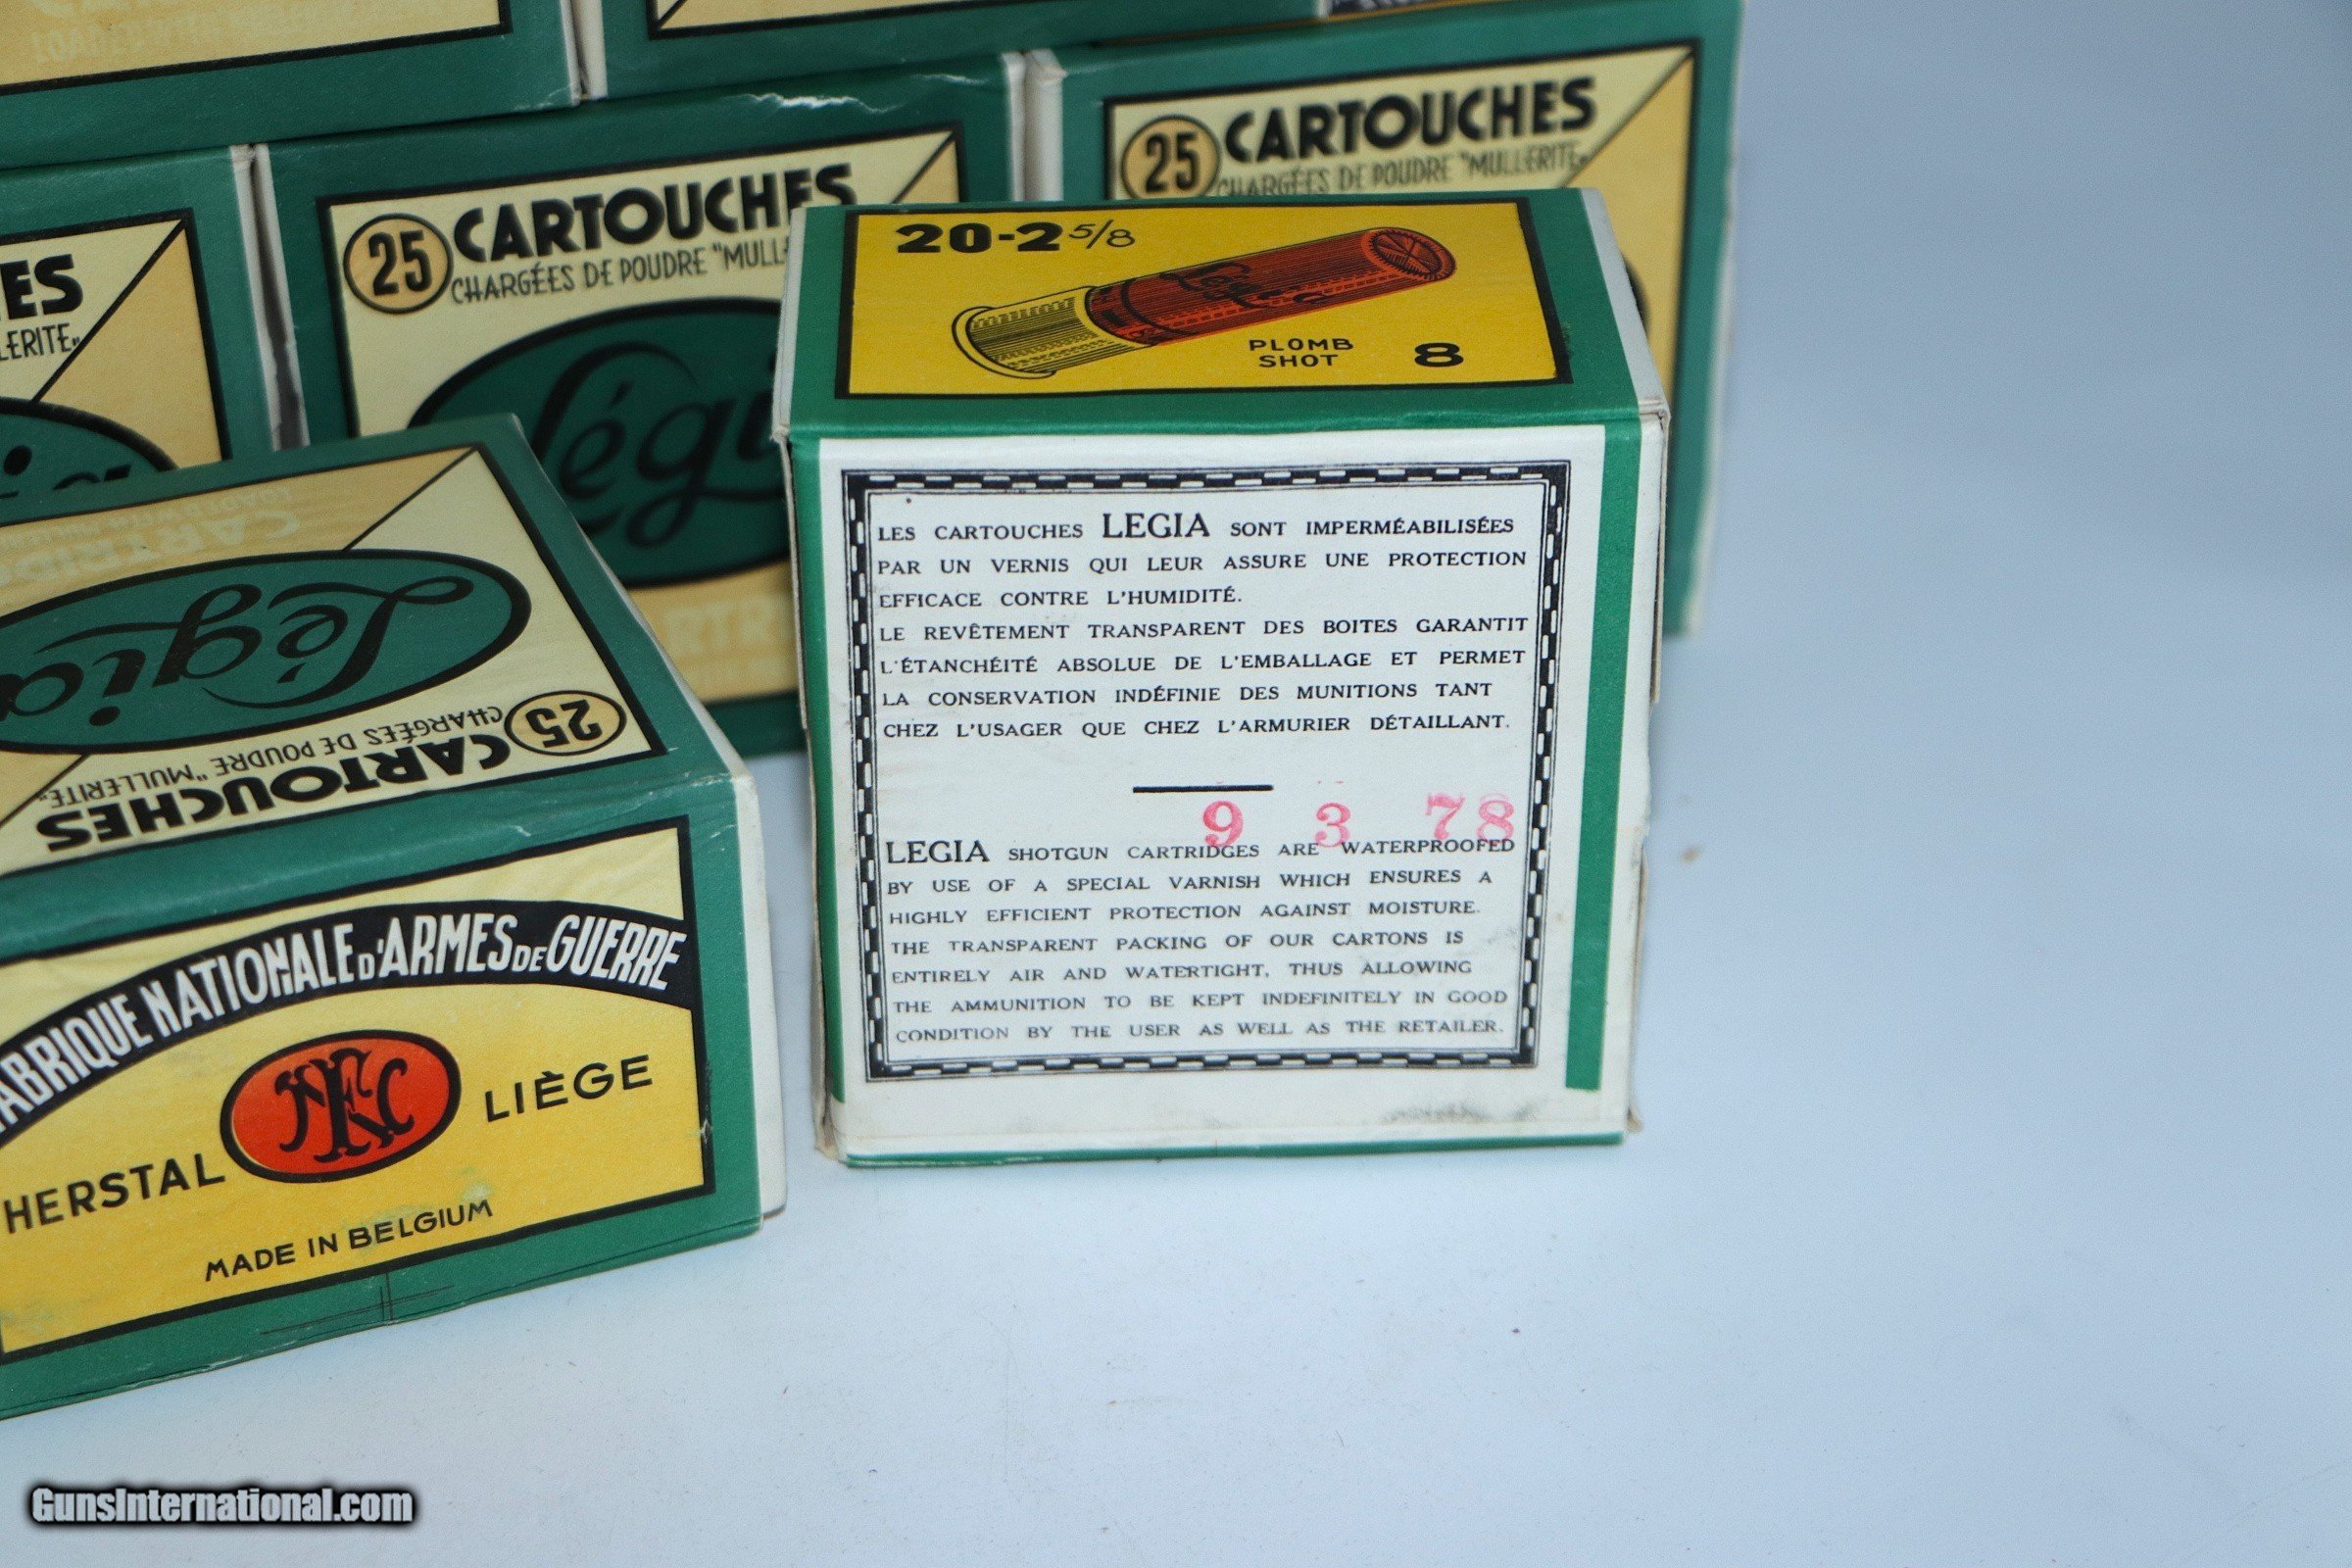 25 CARTOUCHES
CHARGÉES DE POUDRE "MULLERITE"
25 CARTOUCHES
CHARGÉES DE POUDRE
Légia
20-2 5/8
PLOMB
SHOT
8
LES CARTOUCHES LEGIA SONT IMPERMÉABILISÉES
PAR UN VERNIS QUI LEUR ASSURE UNE PROTECTION
EFFICACE CONTRE L'HUMIDITÉ.
LE REVÊTEMENT TRANSPARENT DES BOITES GARANTIT
L'ÉTANCHÉITÉ ABSOLUE DE L'EMBALLAGE ET PERMET
LA CONSERVATION INDÉFINIE DES MUNITIONS TANT
CHEZ L'USAGER QUE CHEZ L'ARMURIER DÉTAILLANT.
9 3 78
LEGIA SHOTGUN CARTRIDGES ARE WATERPROOFED
BY USE OF A SPECIAL VARNISH WHICH ENSURES A
HIGHLY EFFICIENT PROTECTION AGAINST MOISTURE.
THE TRANSPARENT PACKING OF OUR CARTONS IS
ENTIRELY AIR AND WATERTIGHT, THUS ALLOWING
THE AMMUNITION TO BE KEPT INDEFINITELY IN GOOD
CONDITION BY THE USER AS WELL AS THE RETAILER.
Légia
25 CARTOUCHES
CHARGÉES DE POUDRE "MULLERITE"
FABRIQUE NATIONALE D'ARMES DE GUERRE
HERSTAL FN LIÈGE
MADE IN BELGIUM
GunsInternational.com